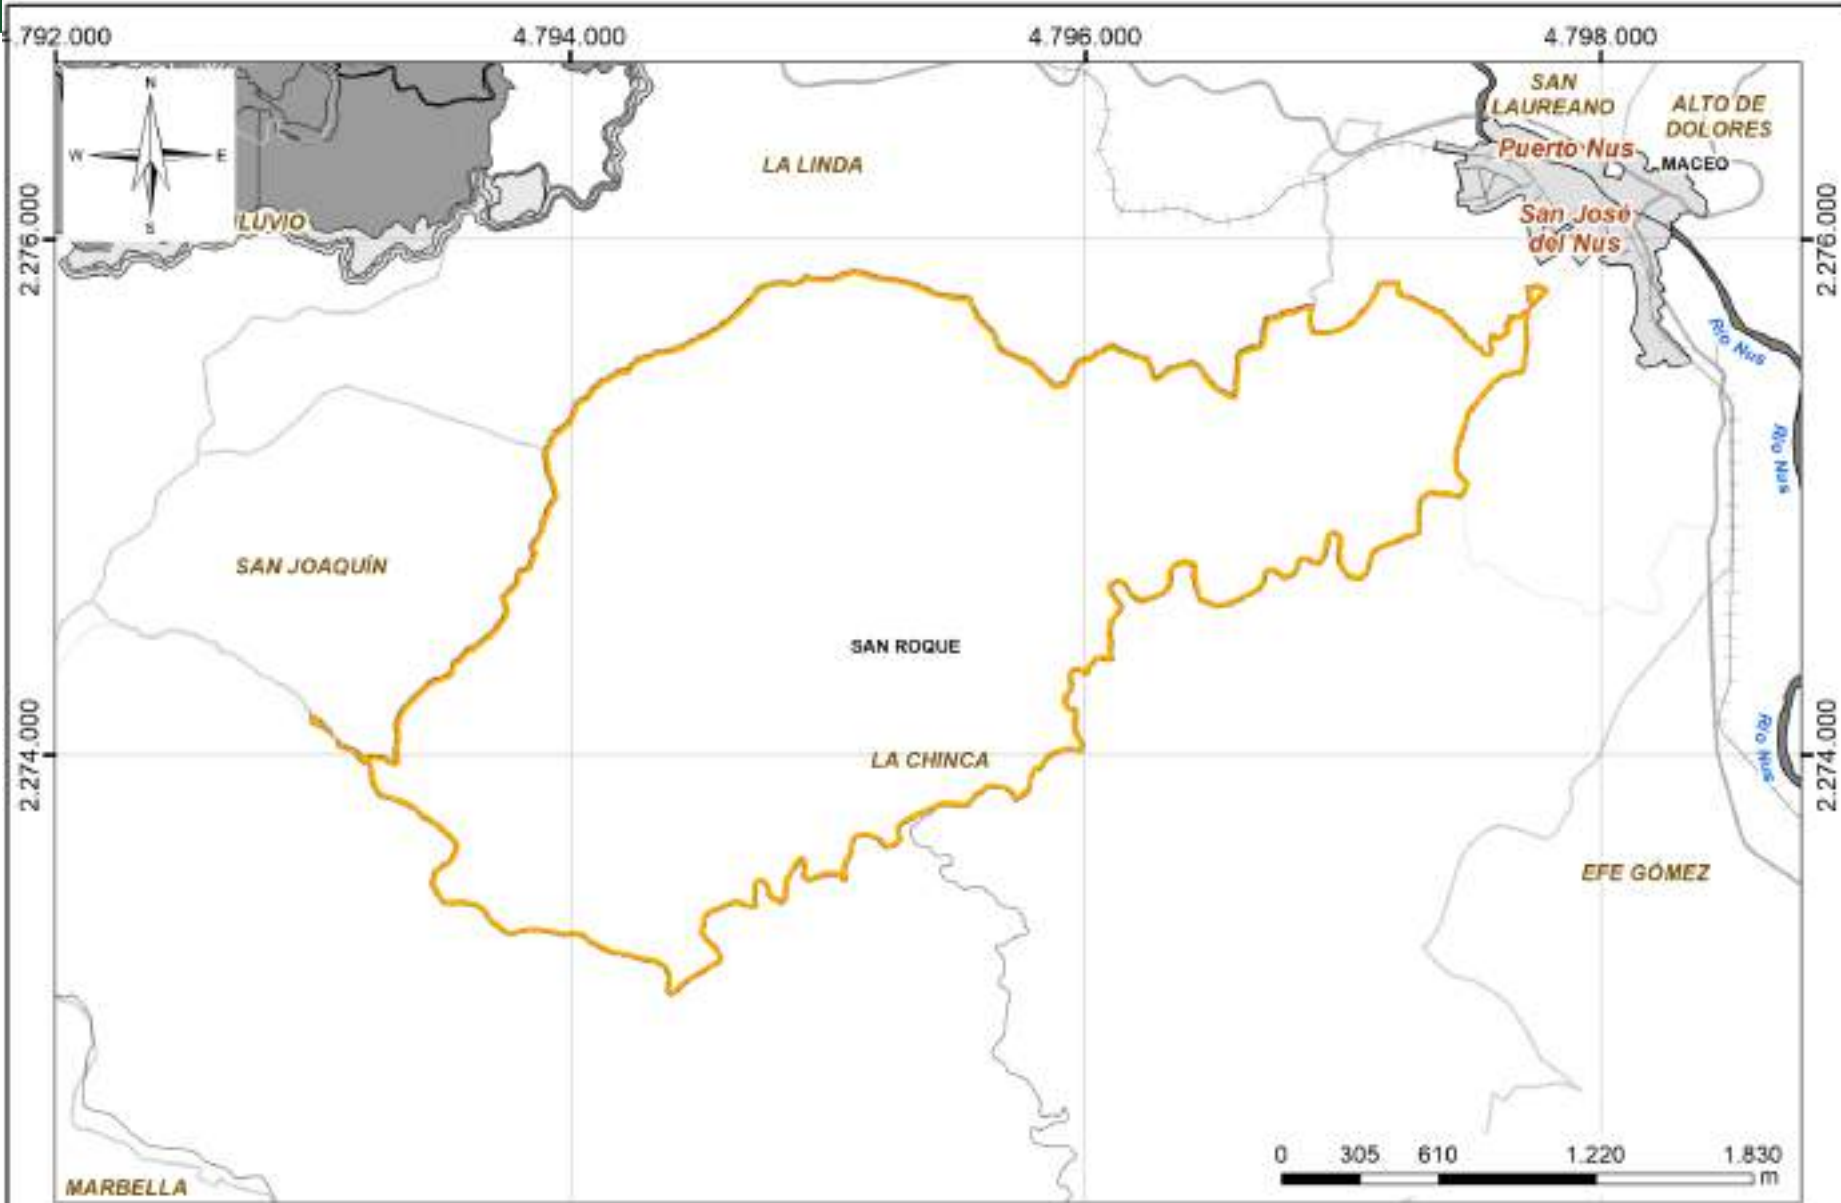 4.792.000
4.794.000
4.796.000
4.798.000
N
W
E
S
LUVIO
LA LINDA
SAN
LAUREANO
ALTO DE
DOLORES
Puerto Nus
MACEO
San José
del Nus
2.276.000
2.276.000
Río Nus
Río Nus
SAN JOAQUÍN
SAN ROQUE
LA CHINCA
2.274.000
2.274.000
Río Nus
EFE GÓMEZ
MARBELLA
0 305 610 1.220 1.830
m